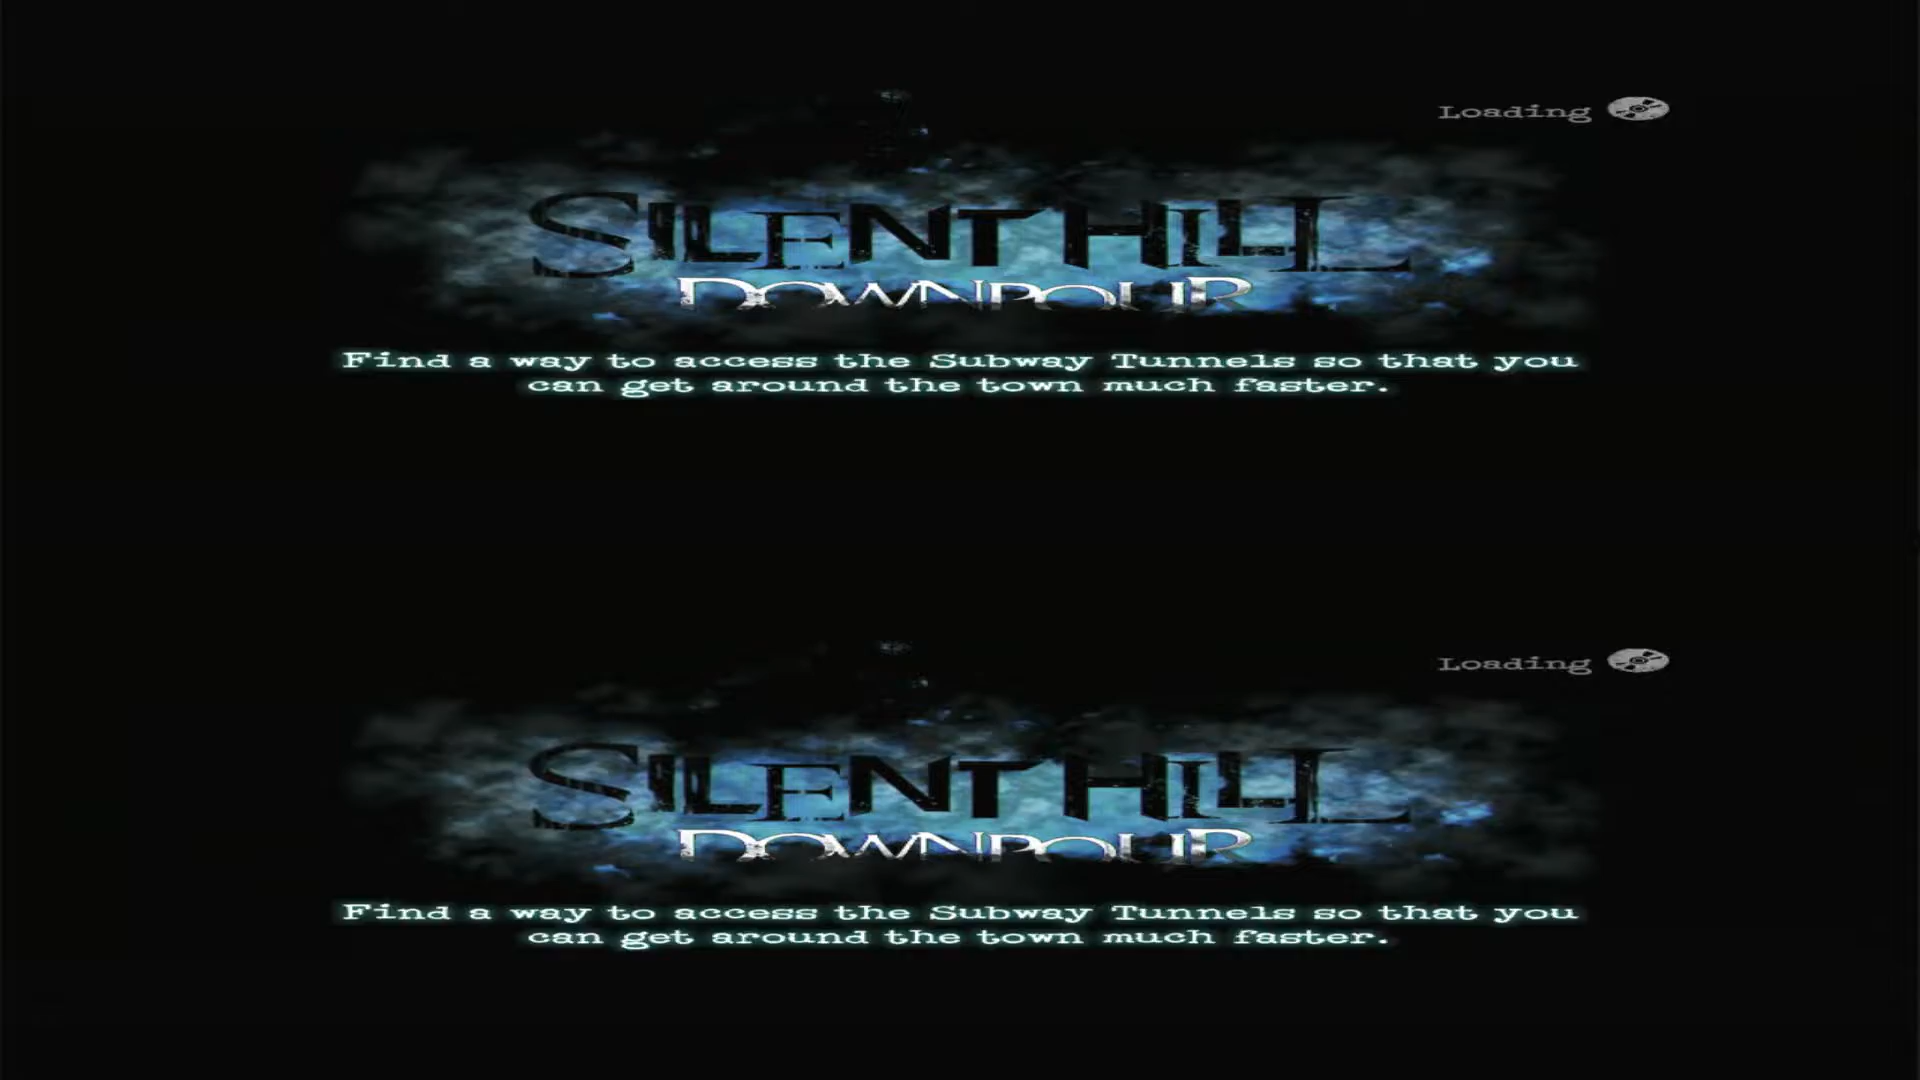 Loading
SILENT HILL
DOWNPOUR
Find a way to access the Subway Tunnels so that you
can get around the town much faster.
Loading
SILENT HILL
DOWNPOUR
Find a way to access the Subway Tunnels so that you
can get around the town much faster.